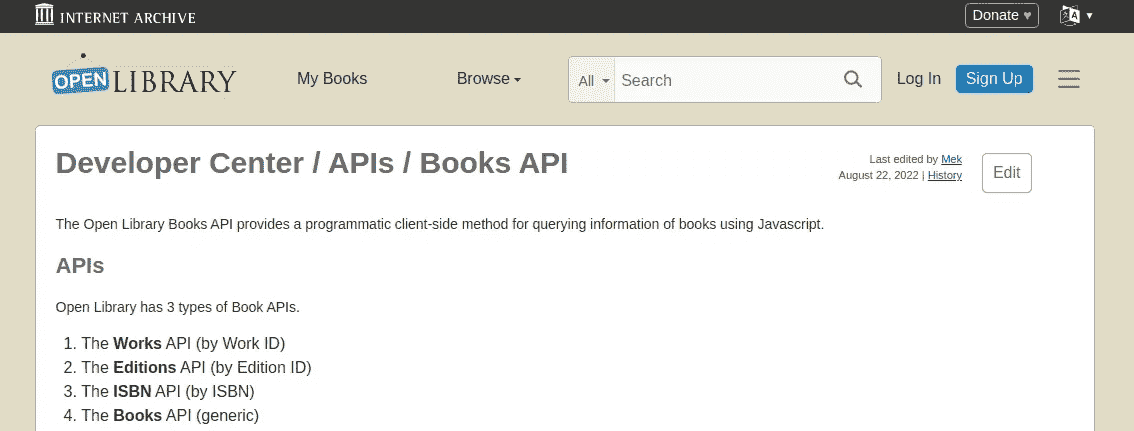 INTERNET ARCHIVE
Donate ♥
OPEN LIBRARY
My Books
Browse
All
Search
Log In
Sign Up
Developer Center / APIs / Books API
Last edited by Mek
August 22, 2022 | History
Edit
The Open Library Books API provides a programmatic client-side method for querying information of books using Javascript.
APIs
Open Library has 3 types of Book APIs.
1. The Works API (by Work ID)
2. The Editions API (by Edition ID)
3. The ISBN API (by ISBN)
4. The Books API (generic)